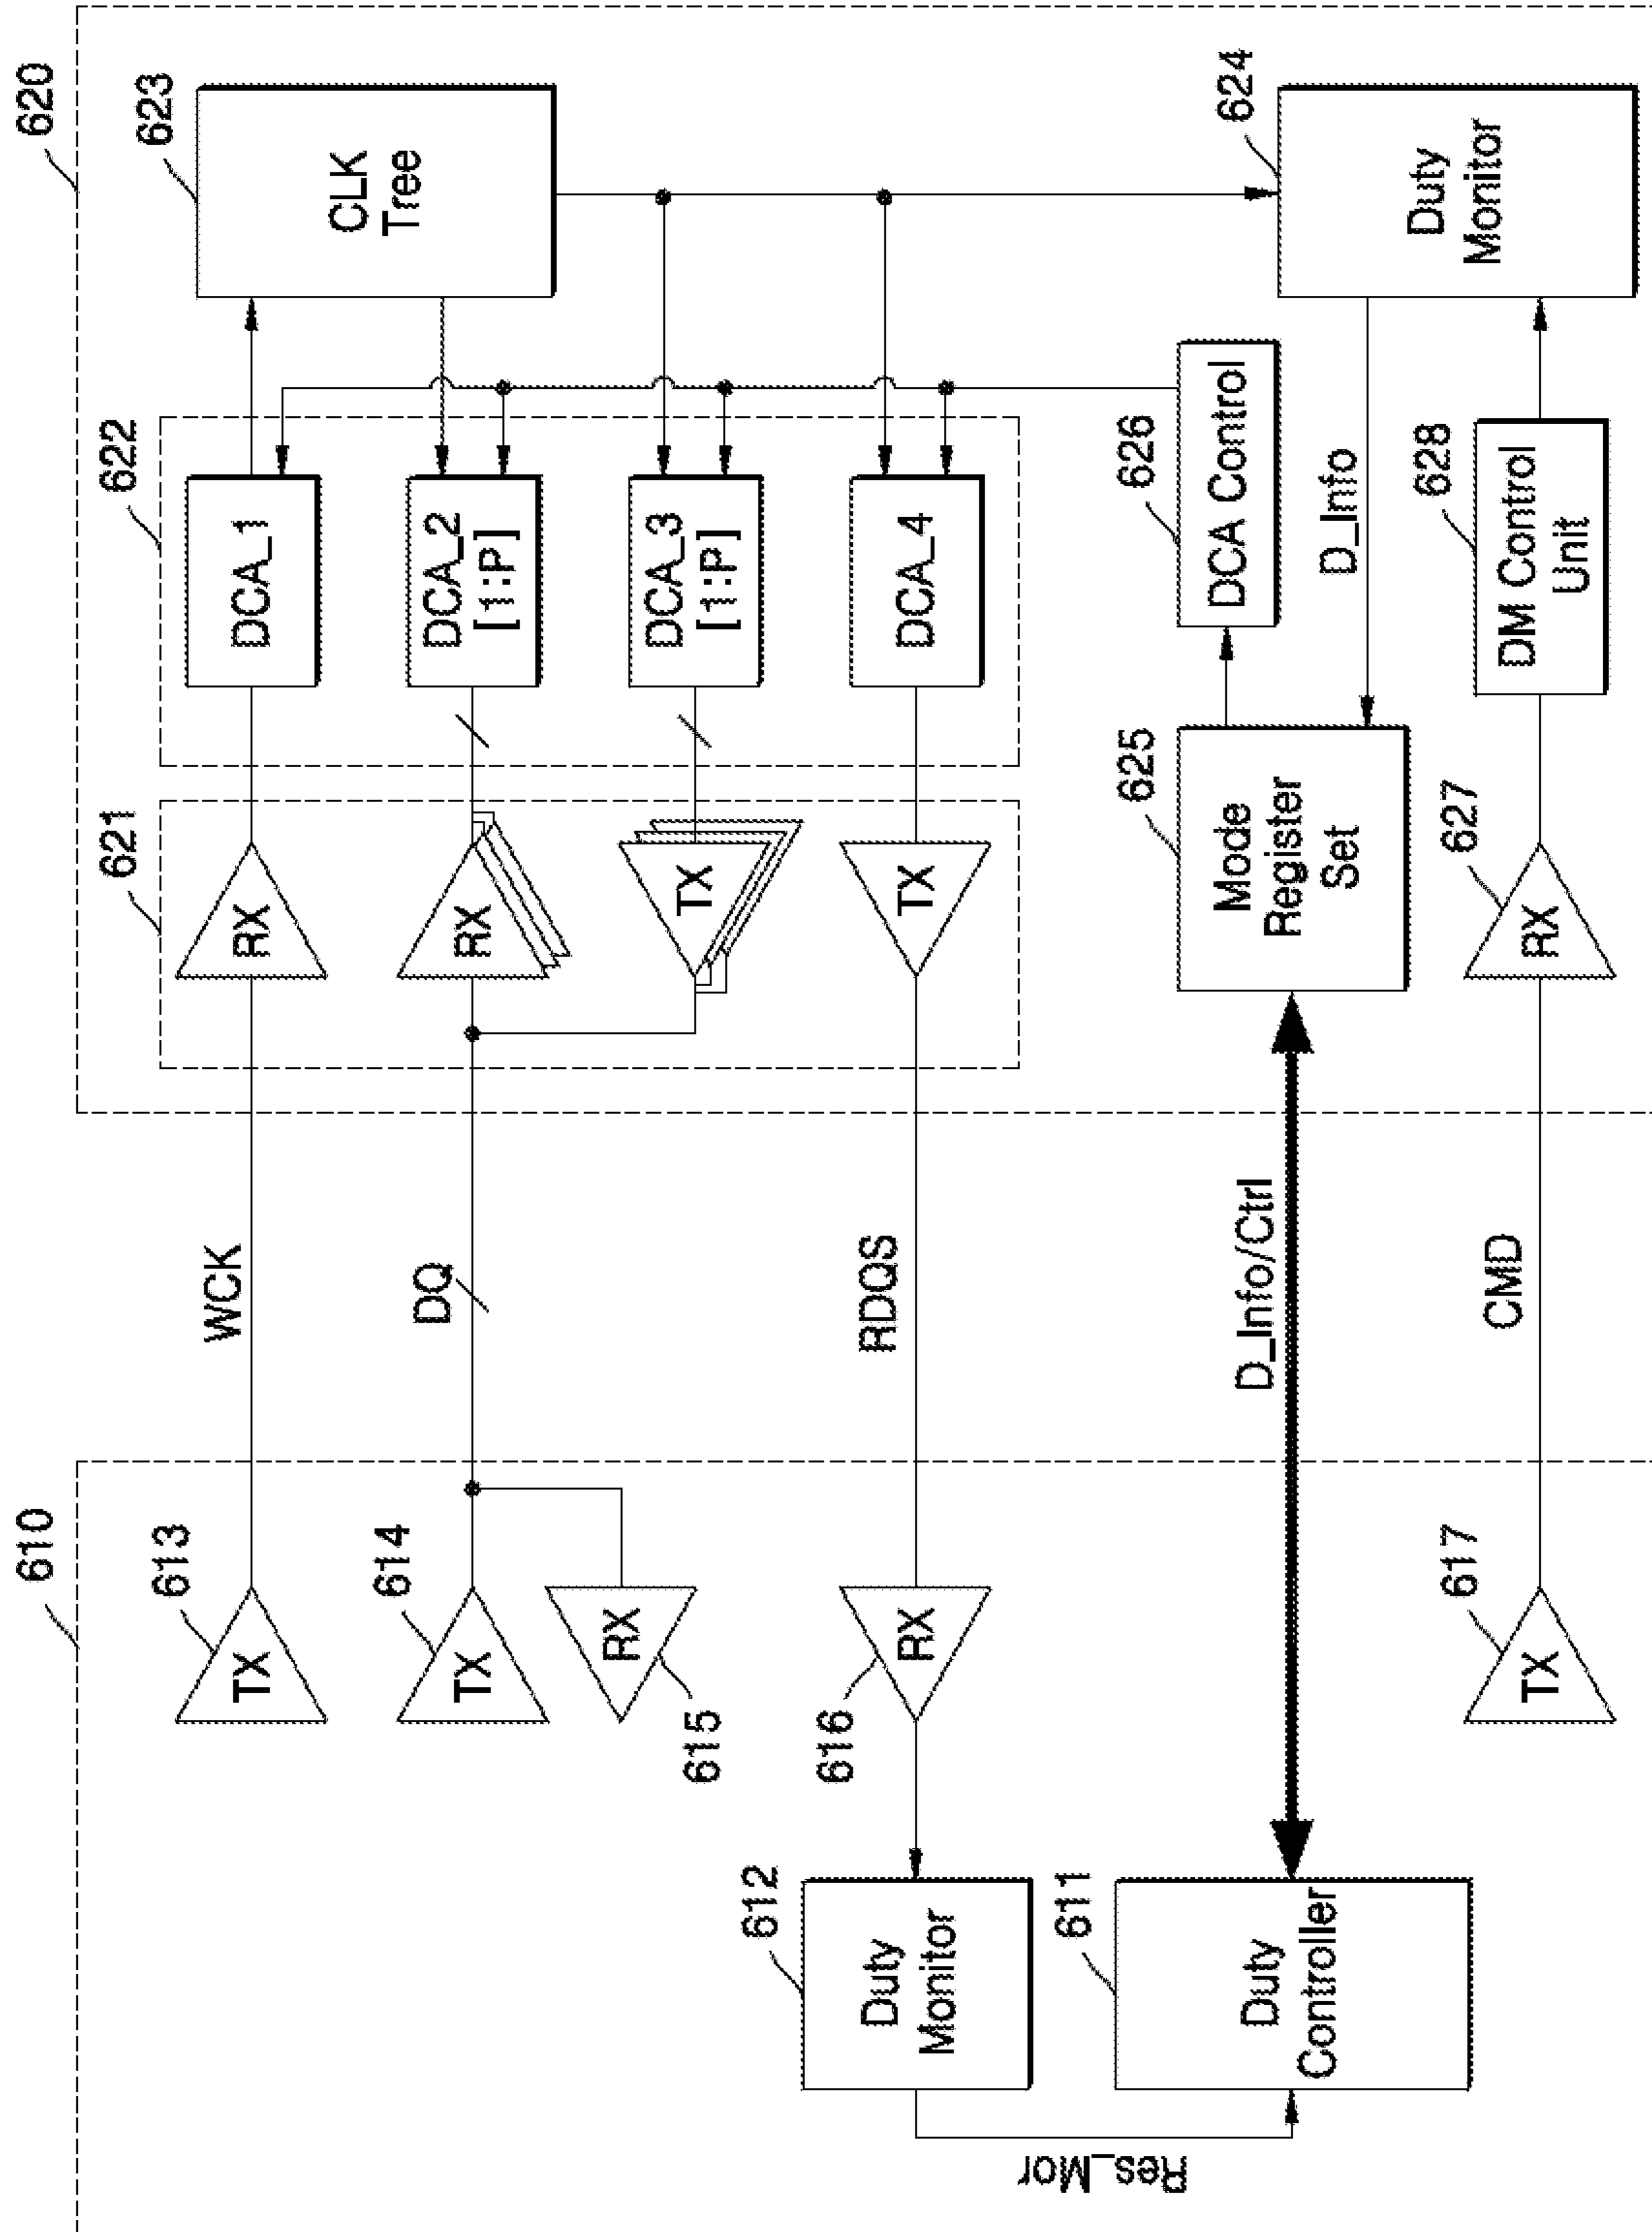 610
620
613
TX
WCK
621
RX
622
DCA_1
623
CLK
Tree
614
TX
DQ
RX
DCA_2
[1:P]
RX
615
TX
DCA_3
[1:P]
616
RX
RDQS
TX
DCA_4
612
Duty
Monitor
Res_Mor
611
Duty
Controller
D_Info/Ctrl
625
Mode
Register
Set
626
DCA Control
D_Info
624
Duty
Monitor
617
TX
CMD
627
RX
628
DM Control
Unit